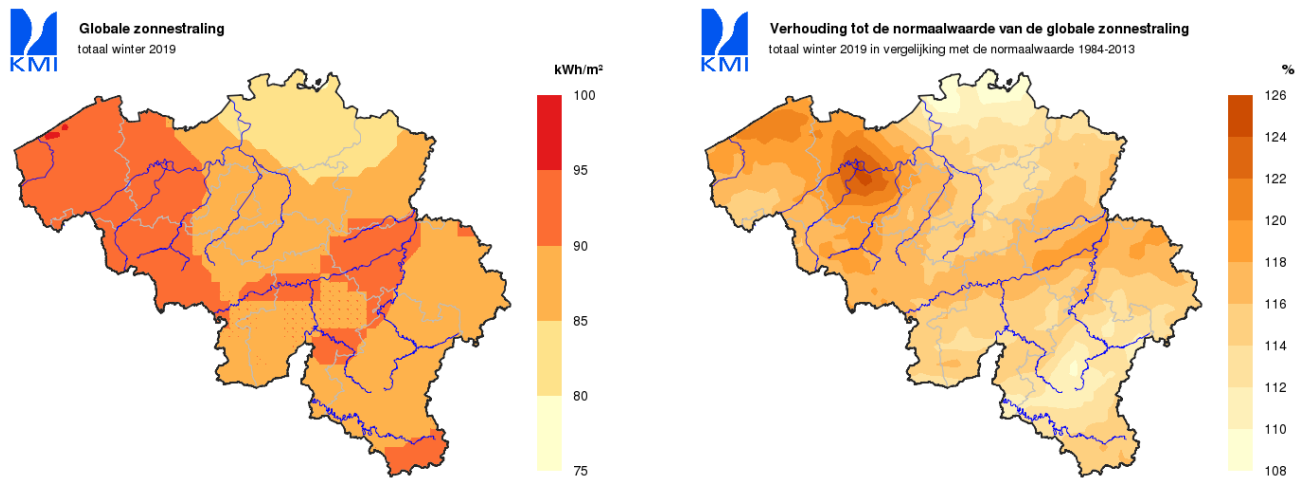 KMI
Globale zonnestraling
totaal winter 2019
kWh/m²
100
95
90
85
80
75
KMI
Verhouding tot de normaalwaarde van de globale zonnestraling
totaal winter 2019 in vergelijking met de normaalwaarde 1984-2013
%
126
124
122
120
118
116
114
112
110
108